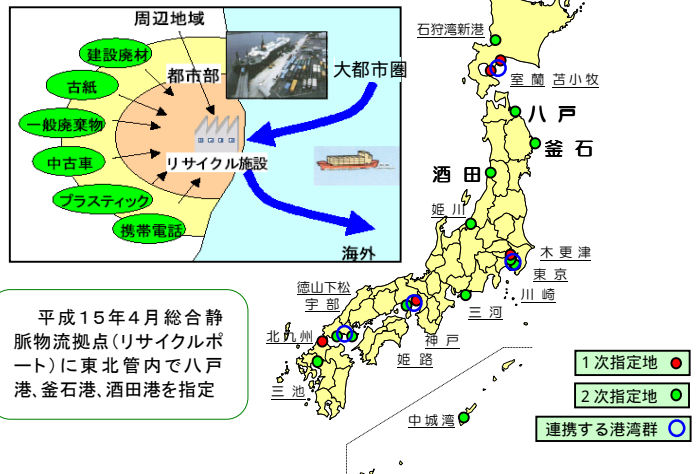 周辺地域
建設廃材
都市部
古紙
大都市圏
一般廃棄物
中古車
リサイクル施設
プラスティック
携帯電話
海外
平成15年4月総合静
脈物流拠点(リサイクルポ
ート)に東北管内で八戸
港、釜石港、酒田港を指定
石狩湾新港
室蘭 苫小牧
八戸
釜石
酒田
姫川
木更津
東京
川崎
徳山下松
宇部
三河
北九州
神戸
姫路
三池
中城湾
1次指定地
2次指定地
連携する港湾群